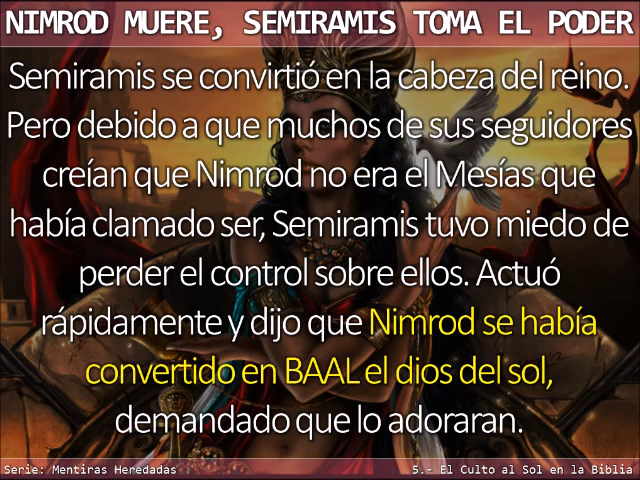 NIMROD MUERE, SEMIRAMIS TOMA EL PODER
Semiramis se convirtió en la cabeza del reino.
Pero debido a que muchos de sus seguidores
creían que Nimrod no era el Mesías que
había clamado ser, Semiramis tuvo miedo de
perder el control sobre ellos. Actuó
rápidamente y dijo que Nimrod se había
convertido en BAAL el dios del sol,
demandado que lo adoraran.
Serie: Mentiras Heredadas
5.- El Culto al Sol en la Biblia